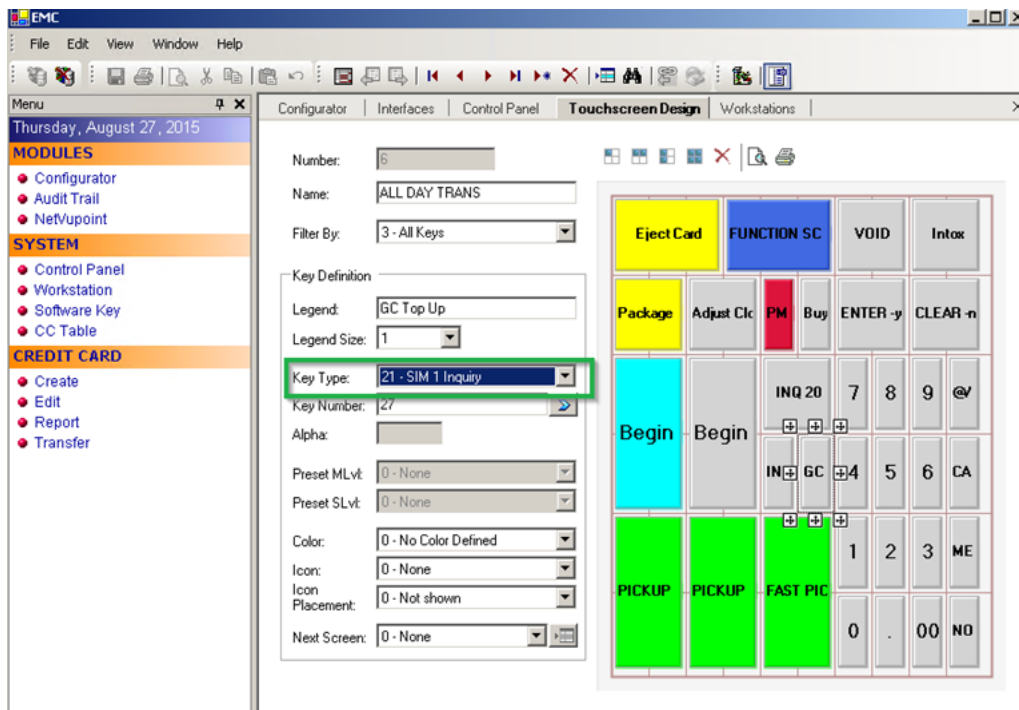 EMC
File Edit View Window Help
Menu
Configurator Interfaces Control Panel Touchscreen Design Workstations
Thursday, August 27, 2015
MODULES
Configurator
Audit Trail
NetVupoint
SYSTEM
Control Panel
Workstation
Software Key
CC Table
CREDIT CARD
Create
Edit
Report
Transfer
Number: 6
Name: ALL DAY TRANS
Filter By: 3 - All Keys
Key Definition
Legend: GC Top Up
Legend Size: 1
Key Type: 21 - SIM 1 Inquiry
Key Number: 27
Alpha:
Preset MLvl: 0 - None
Preset SLvl: 0 - None
Color: 0 - No Color Defined
Icon: 0 - None
Icon Placement: 0 - Not shown
Next Screen: 0 - None
Eject Card FUNCTION SC VOID Intox
Package Adjust Clc PM Buy ENTER -y CLEAR -n
Begin Begin INQ 20 7 8 9 @/
IN GC 4 5 6 CA
PICKUP PICKUP FAST PIC 1 2 3 ME
0 . 00 NO